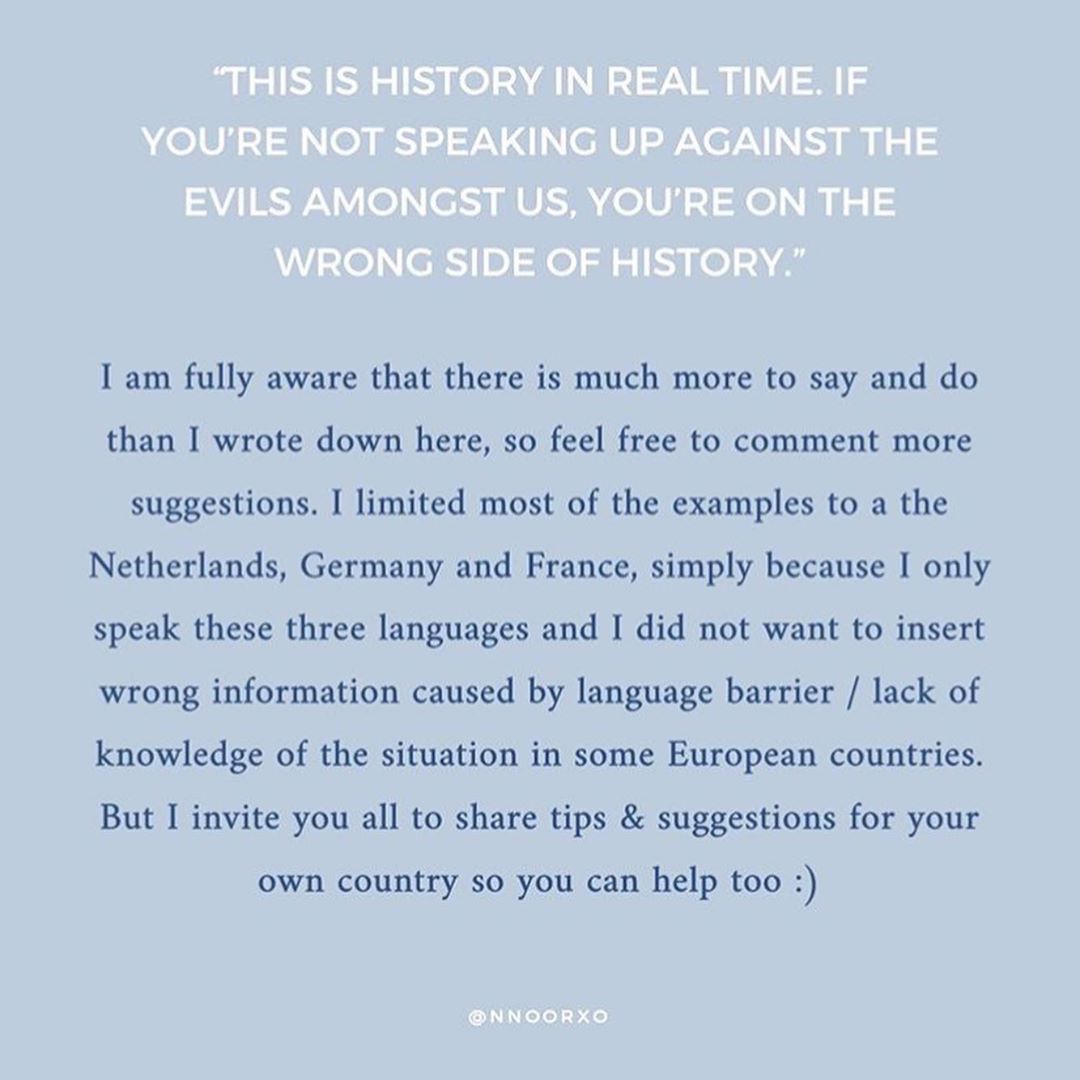 “THIS IS HISTORY IN REAL TIME. IF
YOU’RE NOT SPEAKING UP AGAINST THE
EVILS AMONGST US, YOU’RE ON THE
WRONG SIDE OF HISTORY.”
I am fully aware that there is much more to say and do
than I wrote down here, so feel free to comment more
suggestions. I limited most of the examples to a the
Netherlands, Germany and France, simply because I only
speak these three languages and I did not want to insert
wrong information caused by language barrier / lack of
knowledge of the situation in some European countries.
But I invite you all to share tips & suggestions for your
own country so you can help too :)
@NNOORXO